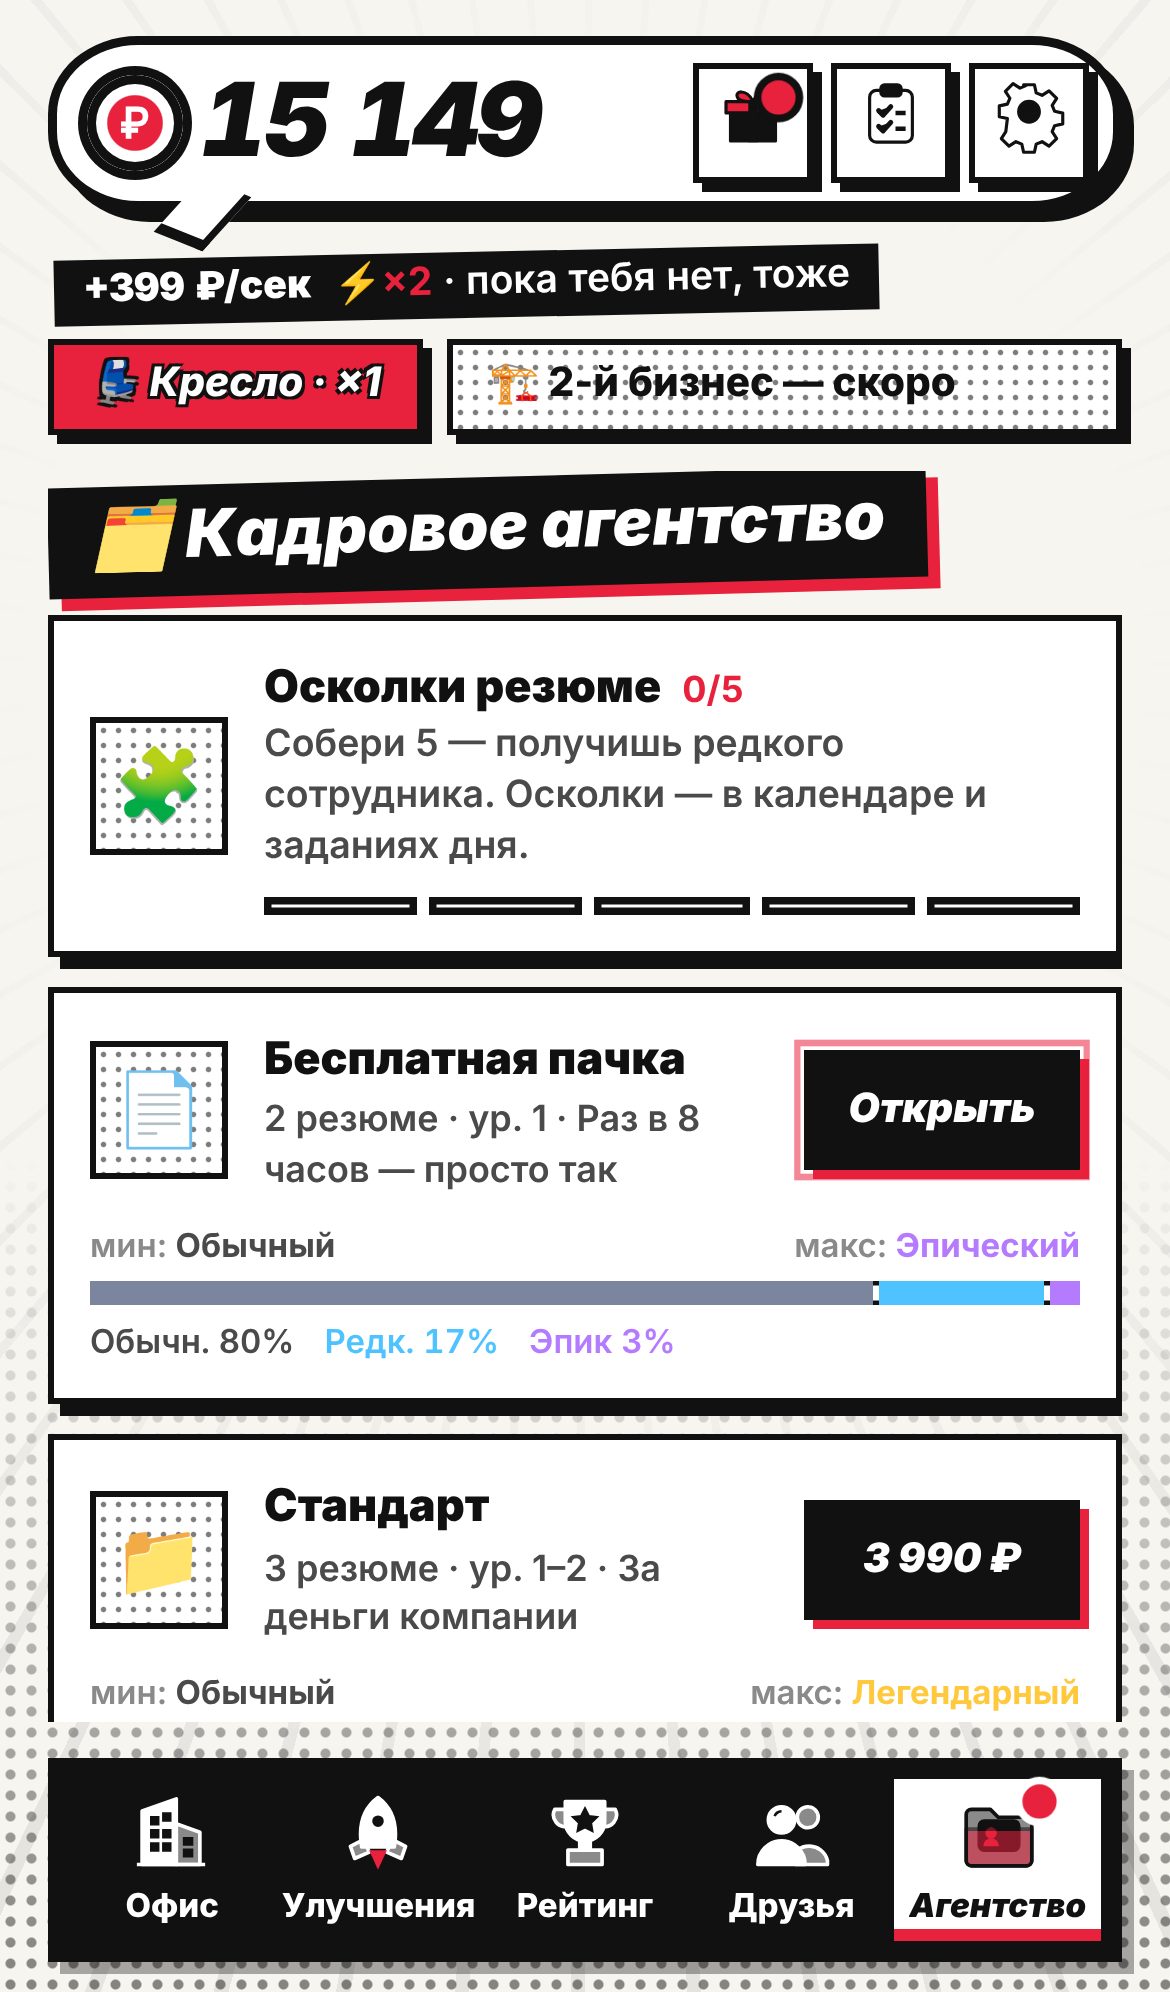 ₽ 15 149
+399 ₽/сек ⚡×2 · пока тебя нет, тоже
Кресло · ×1
2-й бизнес — скоро
Кадровое агентство
Осколки резюме 0/5
Собери 5 — получишь редкого
сотрудника. Осколки — в календаре и
заданиях дня.
Бесплатная пачка
2 резюме · ур. 1 · Раз в 8
часов — просто так
Открыть
мин: Обычный
макс: Эпический
Обычн. 80% Редк. 17% Эпик 3%
Стандарт
3 резюме · ур. 1–2 · За
деньги компании
3 990 ₽
мин: Обычный
макс: Легендарный
Офис
Улучшения
Рейтинг
Друзья
Агентство